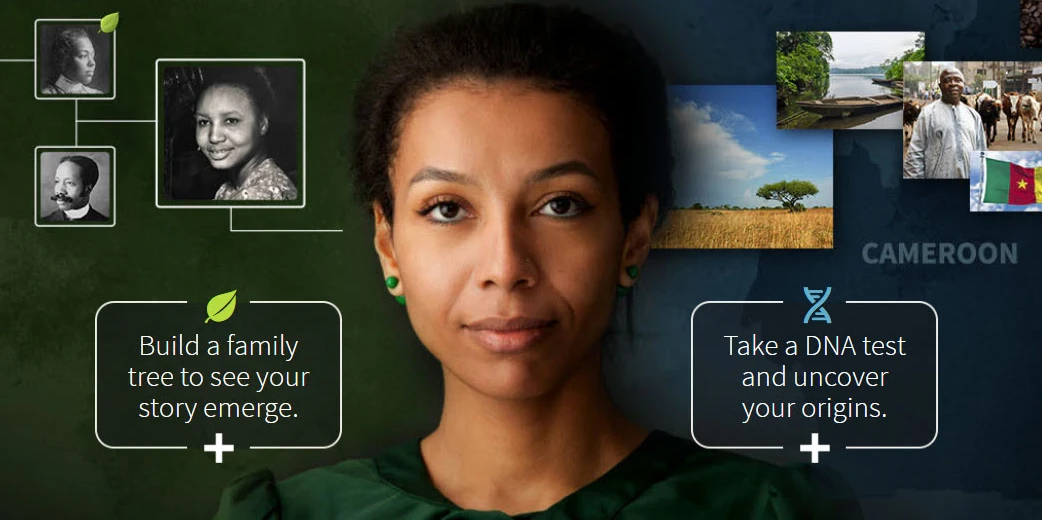 CAMEROON
Build a family
tree to see your
story emerge.
Take a DNA test
and uncover
your origins.